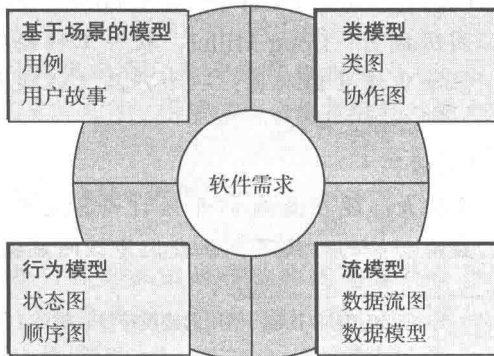 基于场景的模型
用例
用户故事
类模型
类图
协作图
软件需求
行为模型
状态图
顺序图
流模型
数据流图
数据模型